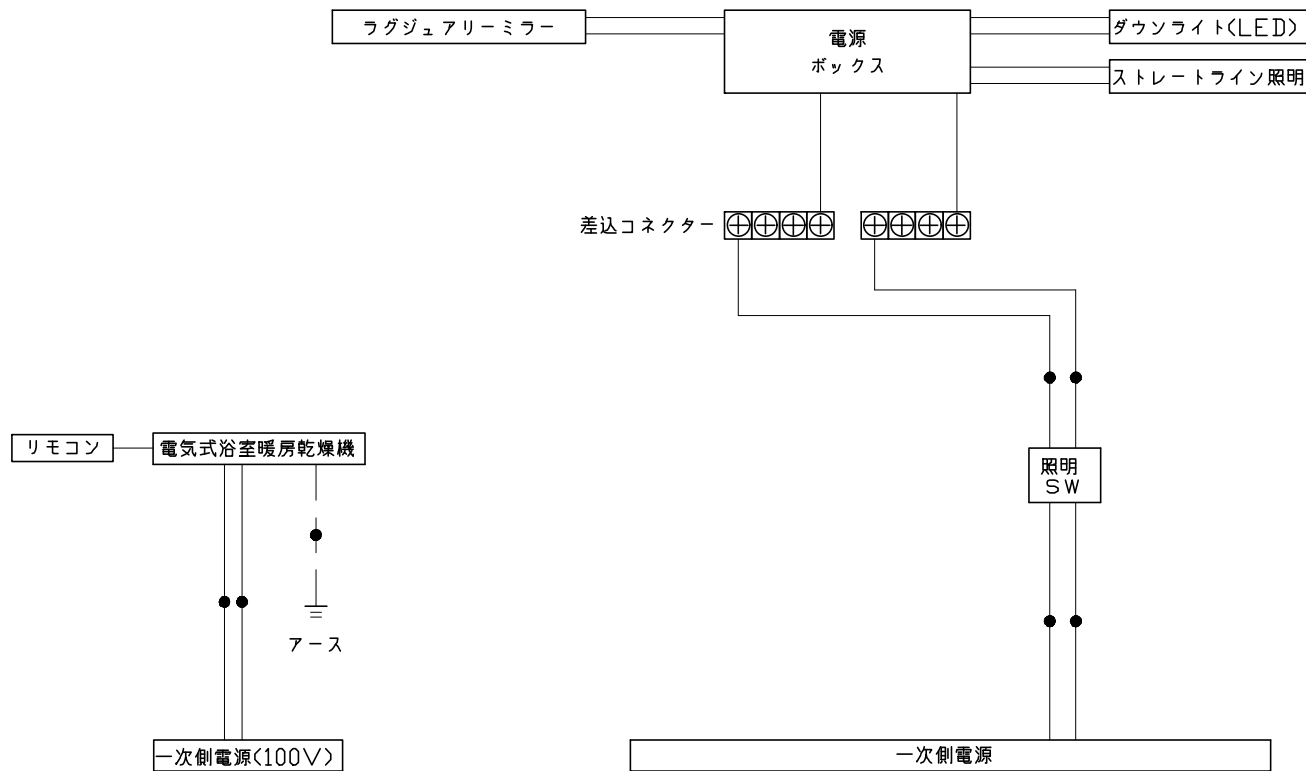 ラグジュアリーミラー
電源
ボックス
ダウンライト(LED)
ストレートライン照明
差込コネクター
リモコン
電気式浴室暖房乾燥機
照明
SW
アース
一次側電源(100V)
一次側電源